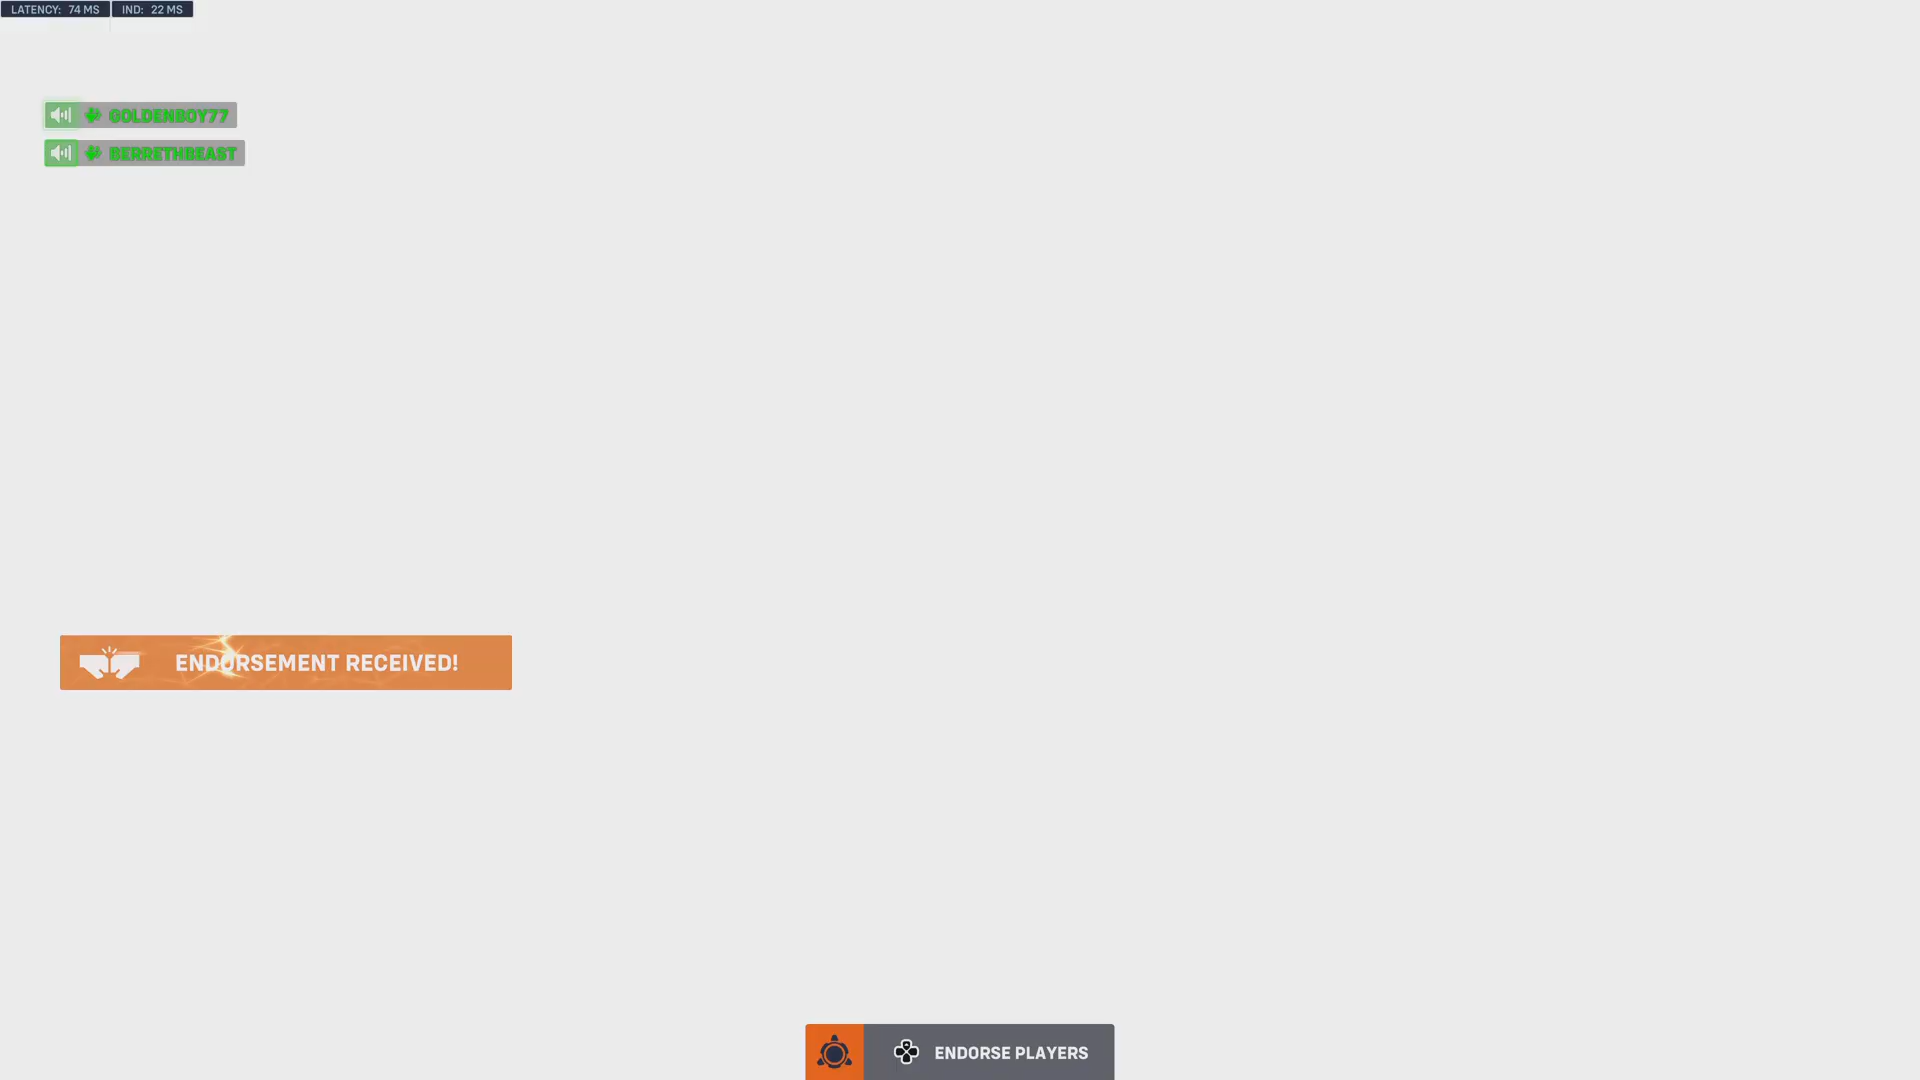 LATENCY: 74 MS IND: 22 MS
GOLDENBOY77
BERRETHBEAST
ENDORSEMENT RECEIVED!
ENDORSE PLAYERS